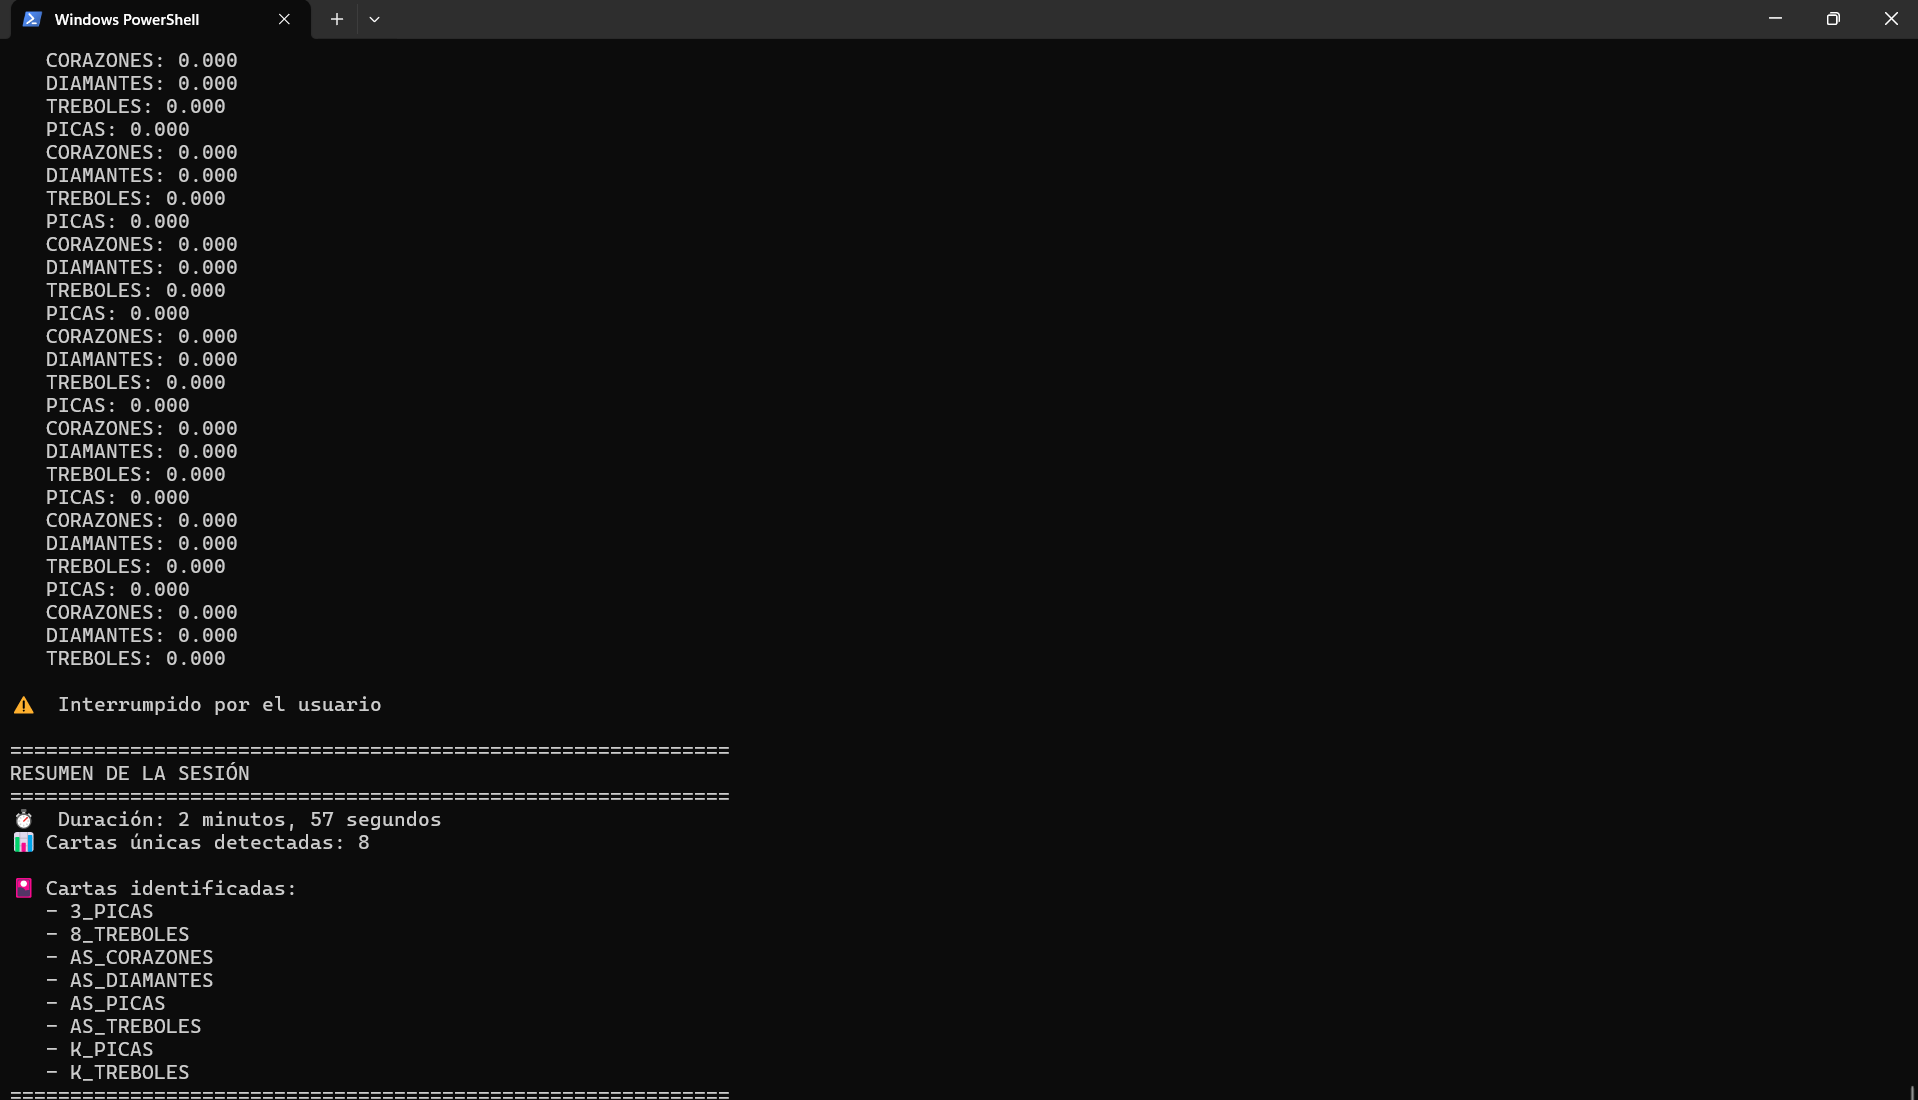 Windows PowerShell
CORAZONES: 0.000
DIAMANTES: 0.000
TREBOLES: 0.000
PICAS: 0.000
CORAZONES: 0.000
DIAMANTES: 0.000
TREBOLES: 0.000
PICAS: 0.000
CORAZONES: 0.000
DIAMANTES: 0.000
TREBOLES: 0.000
PICAS: 0.000
CORAZONES: 0.000
DIAMANTES: 0.000
TREBOLES: 0.000
PICAS: 0.000
CORAZONES: 0.000
DIAMANTES: 0.000
TREBOLES: 0.000
PICAS: 0.000
CORAZONES: 0.000
DIAMANTES: 0.000
TREBOLES: 0.000
PICAS: 0.000
CORAZONES: 0.000
DIAMANTES: 0.000
TREBOLES: 0.000
⚠️ Interrumpido por el usuario
============================================================
RESUMEN DE LA SESIÓN
============================================================
⏱️ Duración: 2 minutos, 57 segundos
📊 Cartas únicas detectadas: 8
🎴 Cartas identificadas:
- 3_PICAS
- 8_TREBOLES
- AS_CORAZONES
- AS_DIAMANTES
- AS_PICAS
- AS_TREBOLES
- K_PICAS
- K_TREBOLES
============================================================